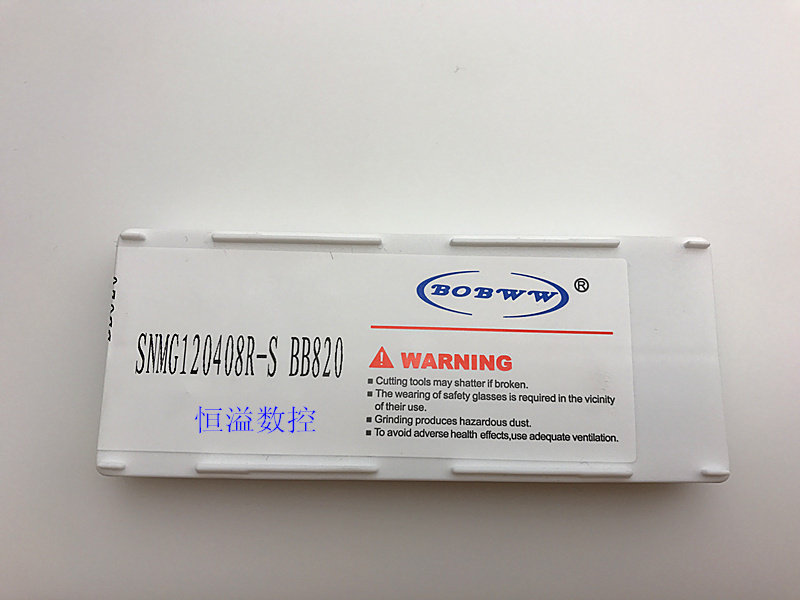 BOBWW®
SNMG120408R-S BB820
恒溢数控
WARNING
■ Cutting tools may shatter if broken.
■ The wearing of safety glasses is required in the vicinity
of their use.
■ Grinding produces hazardous dust.
■ To avoid adverse health effects,use adequate ventilation.